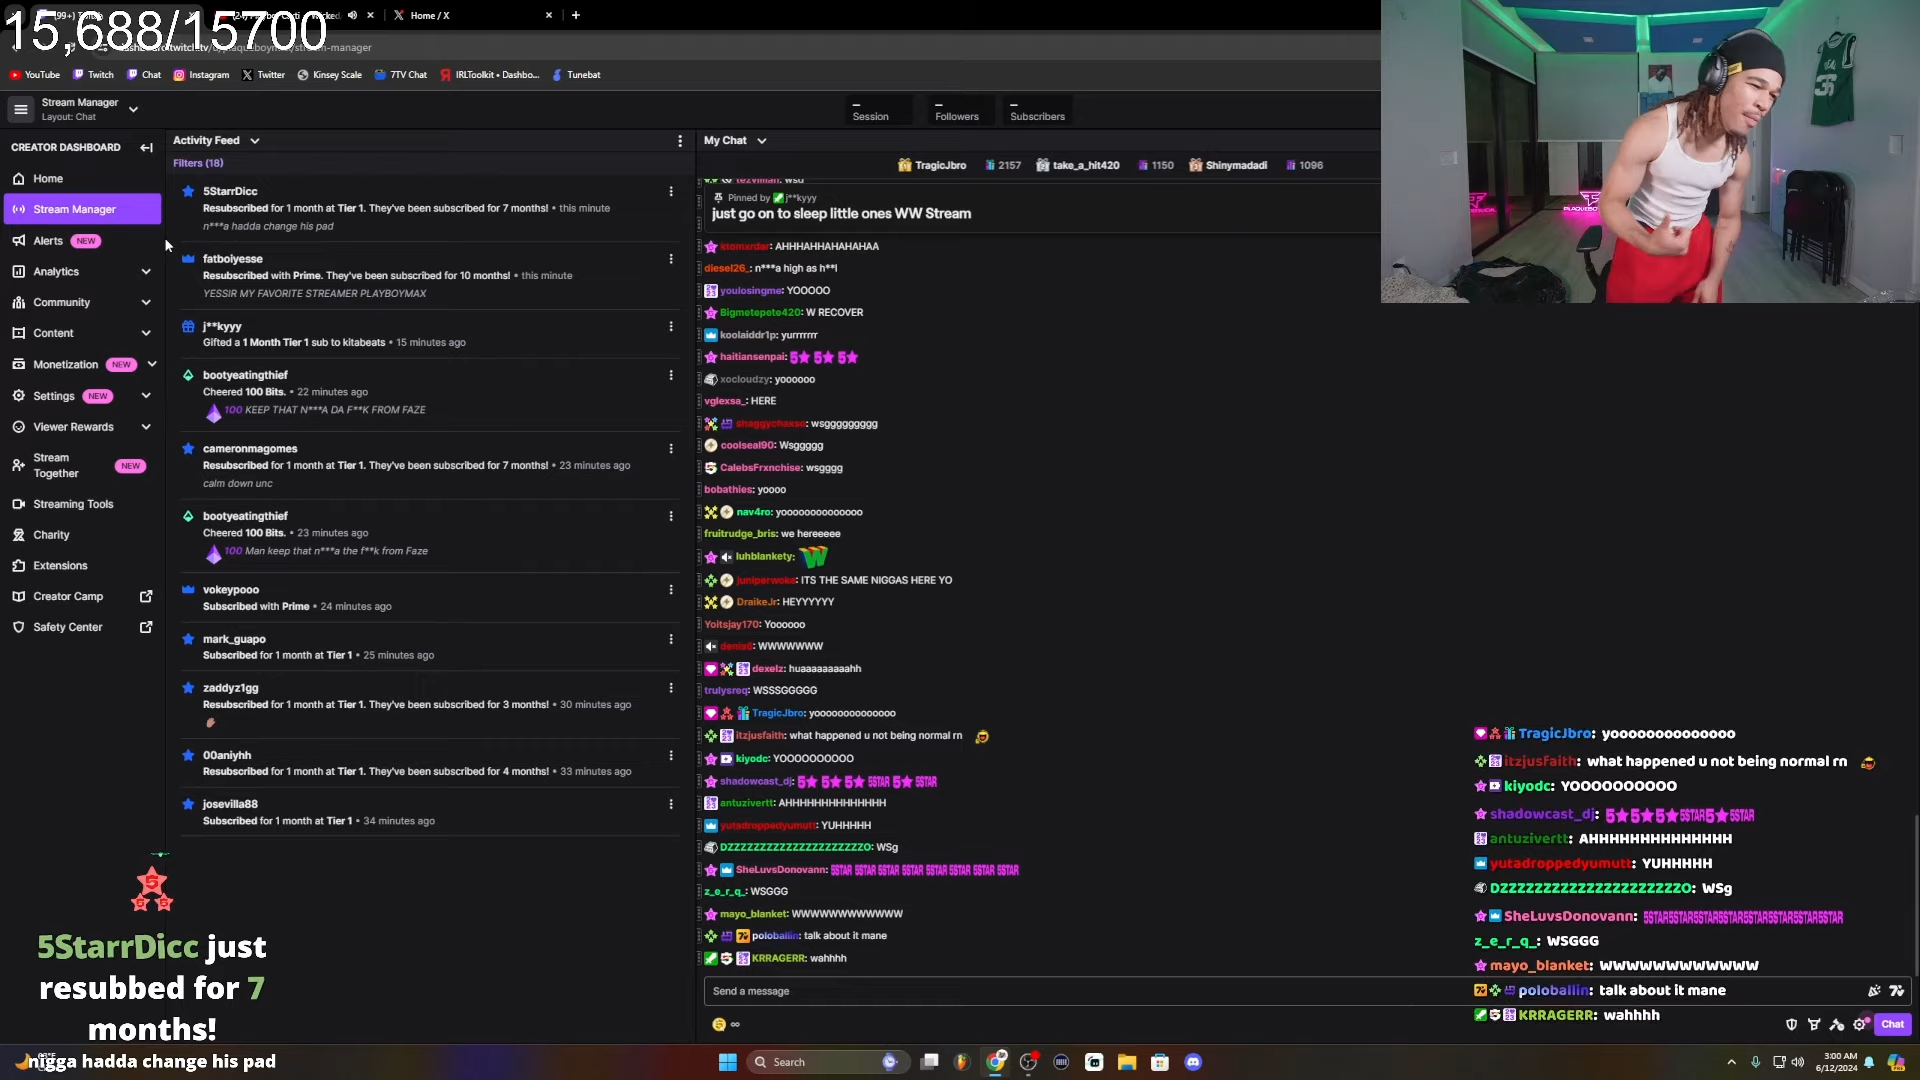 15,688/15700
Home / X
YouTube Twitch Chat Instagram Twitter Kinsey Scale 7TV Chat IRLToolkit • Dashbo... Tunebat
Stream Manager
Layout: Chat
– Session
– Followers
– Subscribers
CREATOR DASHBOARD
Home
Stream Manager
Alerts NEW
Analytics
Community
Content
Monetization NEW
Settings NEW
Viewer Rewards
Stream
Together NEW
Streaming Tools
Charity
Extensions
Creator Camp
Safety Center
Activity Feed
Filters (18)
5StarrDicc
Resubscribed for 1 month at Tier 1. They've been subscribed for 7 months! • this minute
n***a hadda change his pad
fatboiyesse
Resubscribed with Prime. They've been subscribed for 10 months! • this minute
YESSIR MY FAVORITE STREAMER PLAYBOYMAX
j**kyyy
Gifted a 1 Month Tier 1 sub to kitabeats • 15 minutes ago
bootyeatingthief
Cheered 100 Bits. • 22 minutes ago
100 KEEP THAT N***A DA F**K FROM FAZE
cameronmagomes
Resubscribed for 1 month at Tier 1. They've been subscribed for 7 months! • 23 minutes ago
calm down unc
bootyeatingthief
Cheered 100 Bits. • 23 minutes ago
100 Man keep that n***a the f**k from Faze
vokeypooo
Subscribed with Prime • 24 minutes ago
mark_guapo
Subscribed for 1 month at Tier 1 • 25 minutes ago
zaddyz1gg
Resubscribed for 1 month at Tier 1. They've been subscribed for 3 months! • 30 minutes ago
00aniyhh
Resubscribed for 1 month at Tier 1. They've been subscribed for 4 months! • 33 minutes ago
josevilla88
Subscribed for 1 month at Tier 1 • 34 minutes ago
5StarrDicc just
resubbed for 7
months!
nigga hadda change his pad
My Chat
TragicJbro 2157 take_a_hit420 1150 Shinymadadi 1096
Pinned by j**kyyy
just go on to sleep little ones WW Stream
ktomxrdar: AHHHAHHAHAHAHAA
diesel26_: n***a high as h**l
youlosingme: YOOOOO
Bigmetepete420: W RECOVER
koolaiddr1p: yurrrrrrr
haitiansenpai: 5★ 5★ 5★
xocloudzy: yoooooo
vglexsa_: HERE
shaggychaxso: wsggggggggg
coolseal90: Wsggggg
CalebsFrxnchise: wsgggg
bobathies: yoooo
nav4ro: yoooooooooooooo
fruitrudge_bris: we hereeeee
luhblankety: W
juniperwoke: ITS THE SAME NIGGAS HERE YO
DraikeJr: HEYYYYYY
Yoitsjay170: Yoooooo
denis6: WWWWWWW
dexelz: huaaaaaaaaahh
trulysreq: WSSSGGGGG
TragicJbro: yoooooooooooooo
itzjusfaith: what happened u not being normal rn
kiyodc: YOOOOOOOOOO
shadowcast_dj: 5★ 5★ 5★ 5STAR 5★ 5STAR
antuzivertt: AHHHHHHHHHHHHHH
yutadroppedyumutt: YUHHHHH
DZZZZZZZZZZZZZZZZZZZZZO: WSg
SheLuvsDonovann: 5STAR 5STAR 5STAR 5STAR 5STAR 5STAR 5STAR 5STAR
z_e_r_q_: WSGGG
mayo_blanket: WWWWWWWWWWWW
poloballin: talk about it mane
KRRAGERR: wahhhh
Send a message
Chat
TragicJbro: yoooooooooooooo
itzjusfaith: what happened u not being normal rn
kiyodc: YOOOOOOOOOO
shadowcast_dj: 5★5★5★5STAR5★5STAR
antuzivertt: AHHHHHHHHHHHHHH
yutadroppedyumutt: YUHHHHH
DZZZZZZZZZZZZZZZZZZZZZO: WSg
SheLuvsDonovann: 5STAR5STAR5STAR5STAR5STAR5STAR5STAR5STAR
z_e_r_q_: WSGGG
mayo_blanket: WWWWWWWWWWWW
poloballin: talk about it mane
KRRAGERR: wahhhh
Search
3:00 AM
6/12/2024